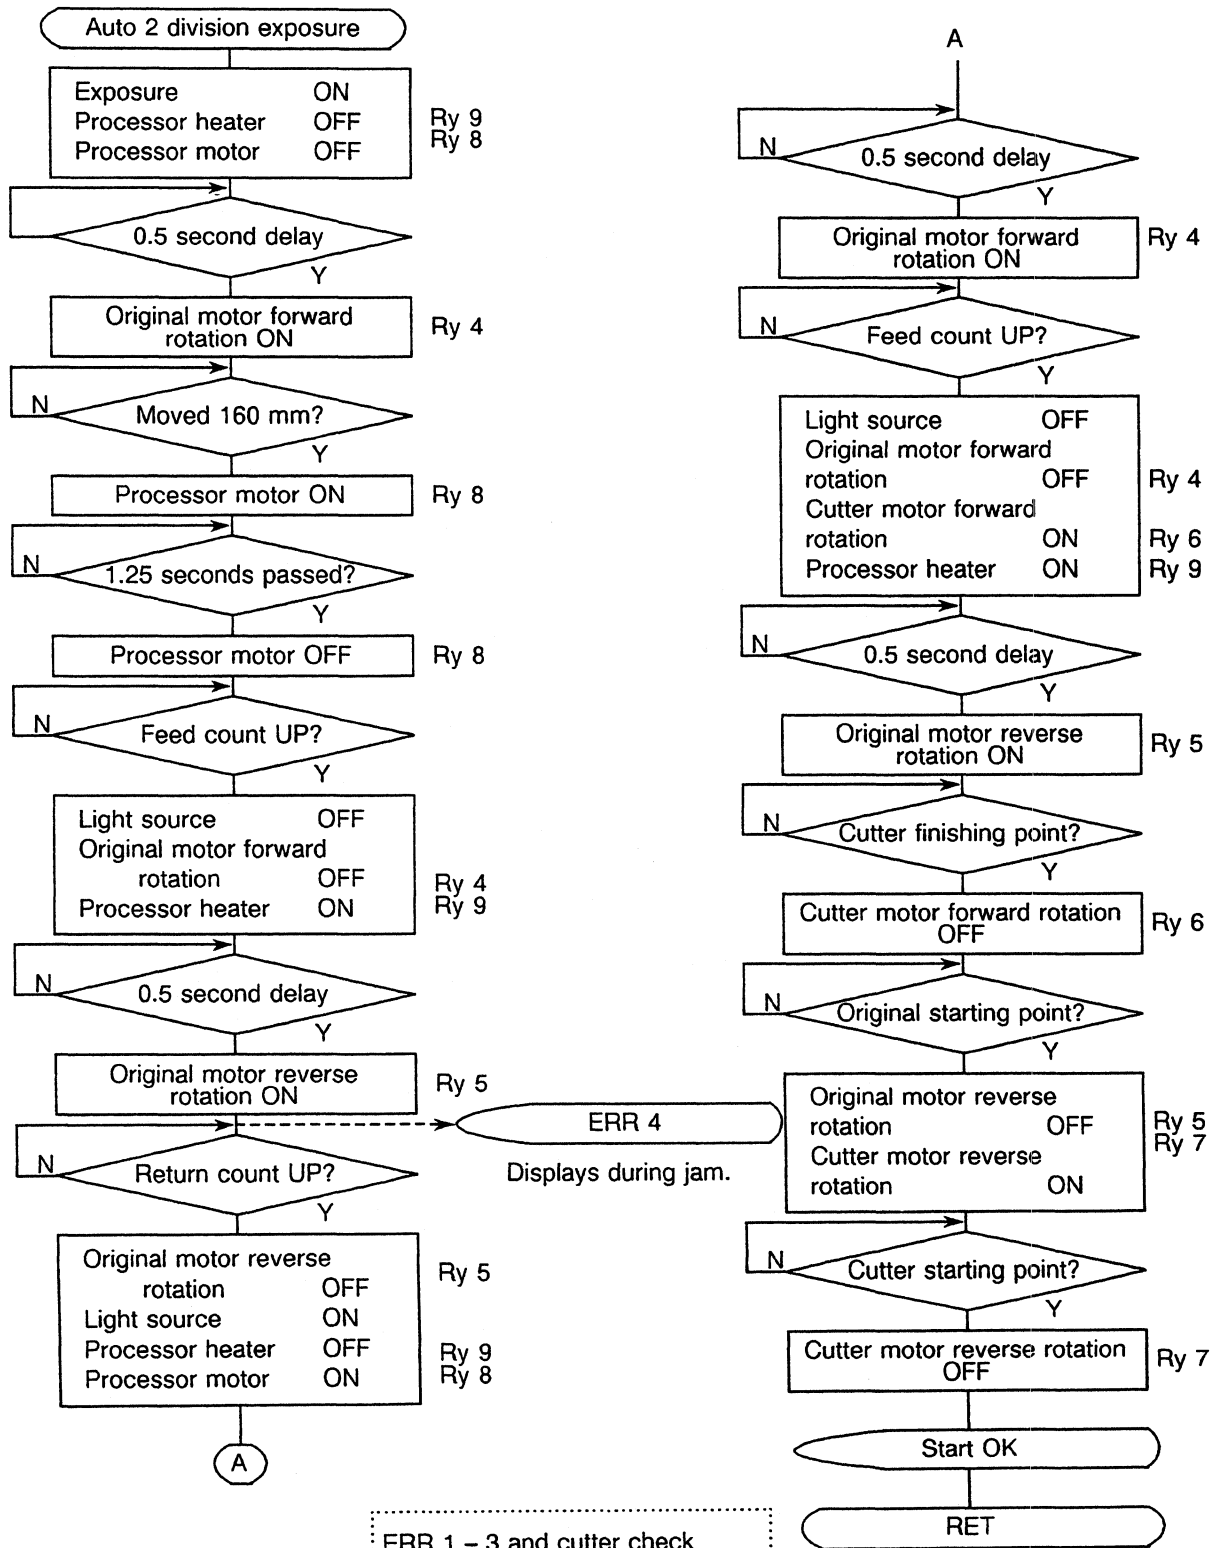 Auto 2 division exposure
Exposure ON
Processor heater OFF Ry 9
Processor motor OFF Ry 8
0.5 second delay
Y
Original motor forward
rotation ON
Ry 4
N
Moved 160 mm?
Y
Processor motor ON Ry 8
N
1.25 seconds passed?
Y
Processor motor OFF Ry 8
N
Feed count UP?
Y
Light source OFF
Original motor forward
rotation OFF Ry 4
Processor heater ON Ry 9
N
0.5 second delay
Y
Original motor reverse
rotation ON
Ry 5
N
Return count UP?
Y
ERR 4
Displays during jam.
Original motor reverse
rotation OFF Ry 5
Light source ON
Processor heater OFF Ry 9
Processor motor ON Ry 8
A
A
N
0.5 second delay
Y
Original motor forward
rotation ON
Ry 4
N
Feed count UP?
Y
Light source OFF
Original motor forward
rotation OFF Ry 4
Cutter motor forward
rotation ON Ry 6
Processor heater ON Ry 9
N
0.5 second delay
Y
Original motor reverse
rotation ON
Ry 5
N
Cutter finishing point?
Y
Cutter motor forward rotation
OFF
Ry 6
N
Original starting point?
Y
Original motor reverse
rotation OFF Ry 5
Cutter motor reverse Ry 7
rotation ON
N
Cutter starting point?
Y
Cutter motor reverse rotation
OFF
Ry 7
Start OK
RET
ERR 1 – 3 and cutter check